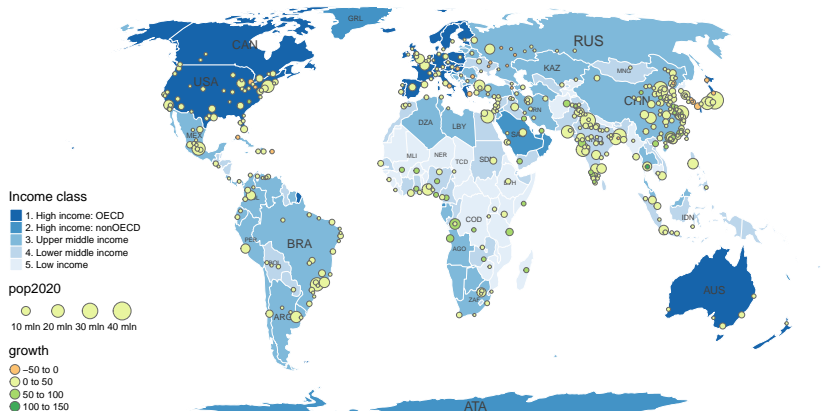 GRL
CAN
RUS
USA
KAZ
MNG
CHN
MEX
DZA
LBY
MLI
NER
TCD
ETH
COD
IDN
PER
BRA
BOL
AGO
ZAF
AUS
ARG
ATA
Income class
1. High income: OECD
2. High income: nonOECD
3. Upper middle income
4. Lower middle income
5. Low income
pop2020
10 mln 20 mln 30 mln 40 mln
growth
−50 to 0
0 to 50
50 to 100
100 to 150